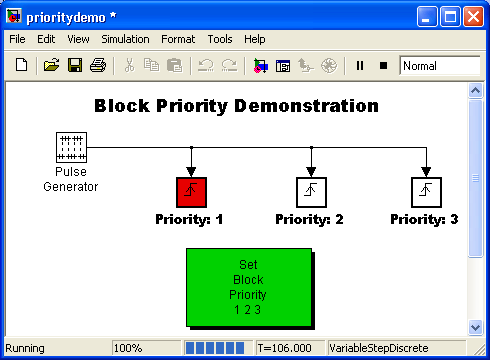 prioritydemo *
File Edit View Simulation Format Tools Help
Normal
Block Priority Demonstration
Pulse
Generator
Priority: 1 Priority: 2 Priority: 3
Set
Block
Priority
1 2 3
Running 100% T=106.000 VariableStepDiscrete